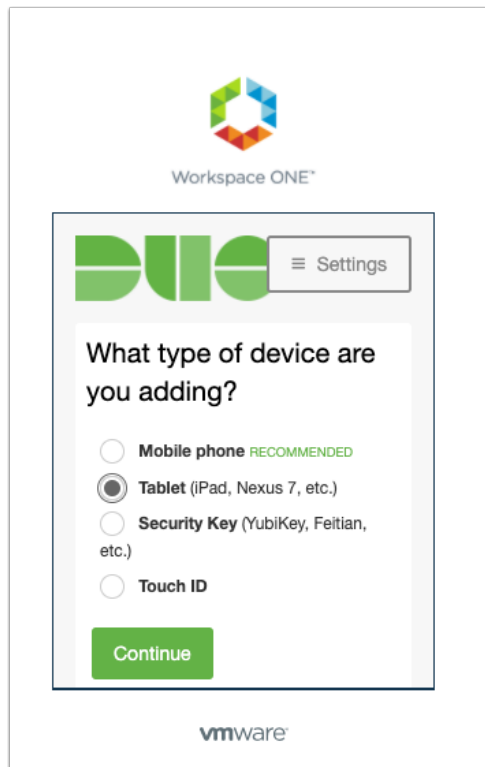 Workspace ONE™
DUO
≡ Settings
What type of device are
you adding?
Mobile phone RECOMMENDED
Tablet (iPad, Nexus 7, etc.)
Security Key (YubiKey, Feitian,
etc.)
Touch ID
Continue
vmware®